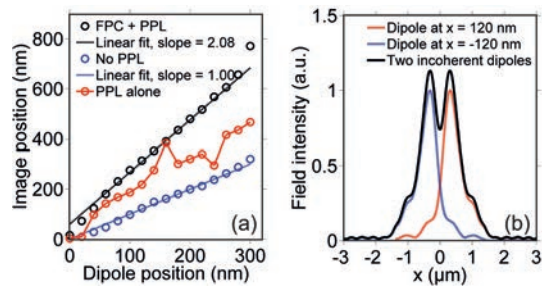 800
600
400
200
0
Image position (nm)
FPC + PPL
Linear fit, slope = 2.08
No PPL
Linear fit, slope = 1.000
PPL alone
(a)
0 100 200 300
Dipole position (nm)
1.5
1
0.5
0
Field intensity (a.u.)
Dipole at x = 120 nm
Dipole at x = -120 nm
Two incoherent dipoles
(b)
-3 -2 -1 0 1 2 3
x (μm)